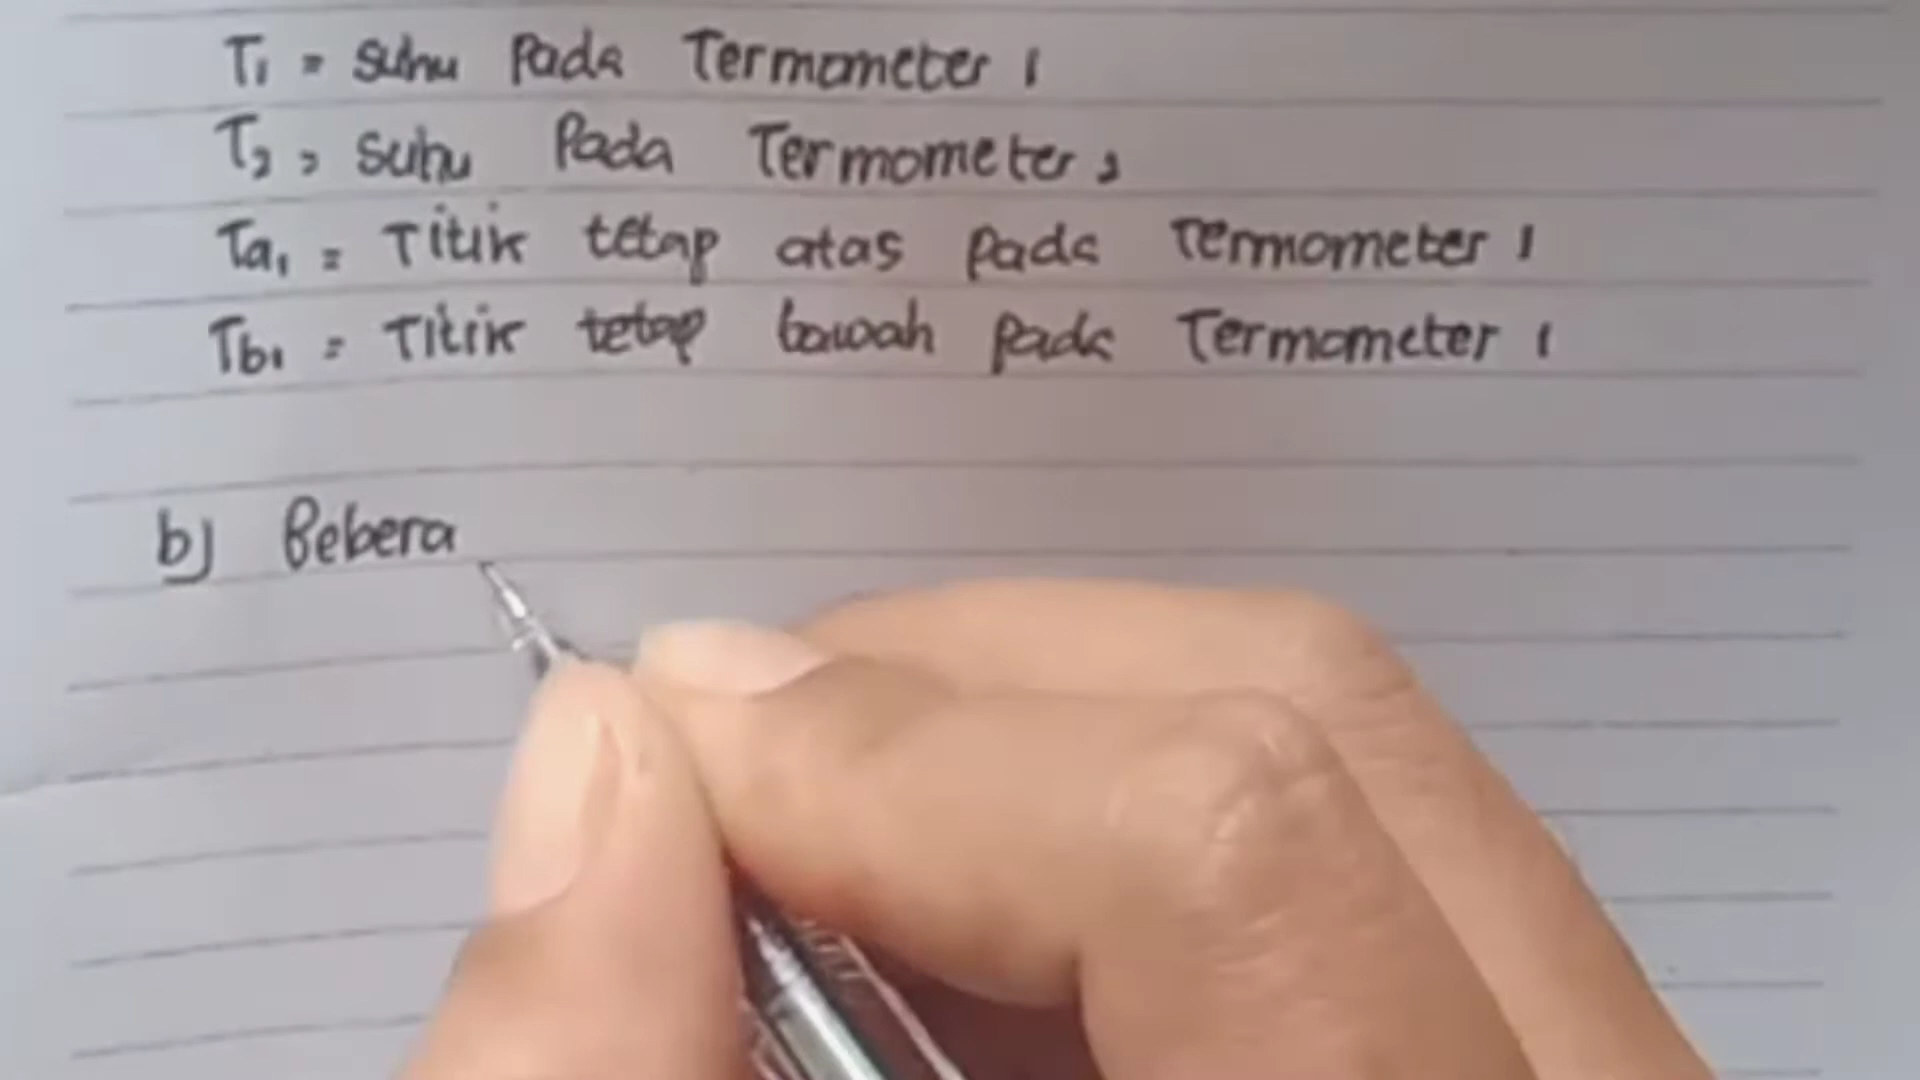 T₁ = suhu pada Termometer 1
T₂ = suhu Pada Termometer 2
Ta₁ = Titik tetap atas pada Termometer 1
Tb₁ = Titik tetap bawah pada Termometer 1
b) Bebera